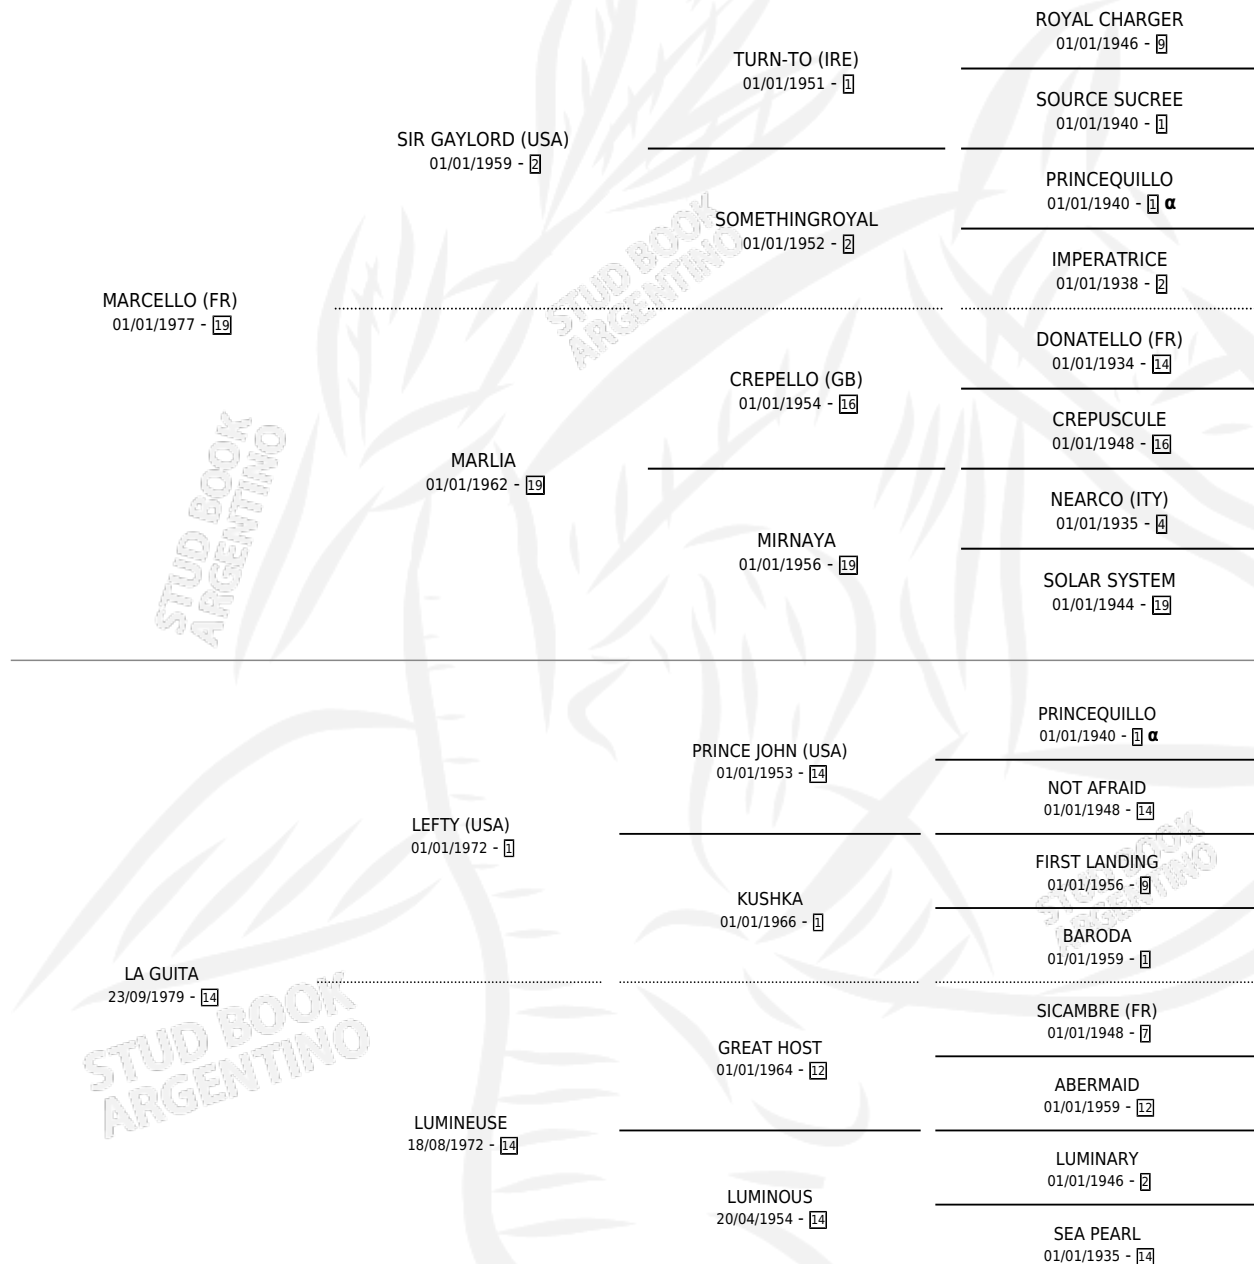 ROYAL CHARGER
01/01/1946 - 9
TURN-TO (IRE)
01/01/1951 - 1
SOURCE SUCREE
01/01/1940 - 1
SIR GAYLORD (USA)
01/01/1959 - 2
PRINCEQUILLO
01/01/1940 - 1 α
SOMETHINGROYAL
01/01/1952 - 2
IMPERATRICE
01/01/1938 - 2
STUD BOOK
ARGENTINO
MARCELLO (FR)
01/01/1977 - 19
DONATELLO (FR)
01/01/1934 - 14
CREPELLO (GB)
01/01/1954 - 16
CREPUSCULE
01/01/1948 - 16
MARLIA
01/01/1962 - 19
NEARCO (ITY)
01/01/1935 - 4
MIRNAYA
01/01/1956 - 19
SOLAR SYSTEM
01/01/1944 - 19
STUD BOOK
ARGENTINO
PRINCEQUILLO
01/01/1940 - 1 α
PRINCE JOHN (USA)
01/01/1953 - 14
NOT AFRAID
01/01/1948 - 14
LEFTY (USA)
01/01/1972 - 1
FIRST LANDING
01/01/1956 - 9
KUSHKA
01/01/1966 - 1
BARODA
01/01/1959 - 1
STUD BOOK
ARGENTINO
LA GUITA
23/09/1979 - 14
SICAMBRE (FR)
01/01/1948 - 7
GREAT HOST
01/01/1964 - 12
ABERMAID
01/01/1959 - 12
LUMINEUSE
18/08/1972 - 14
LUMINARY
01/01/1946 - 2
LUMINOUS
20/04/1954 - 14
SEA PEARL
01/01/1935 - 14
STUD BOOK
ARGENTINO